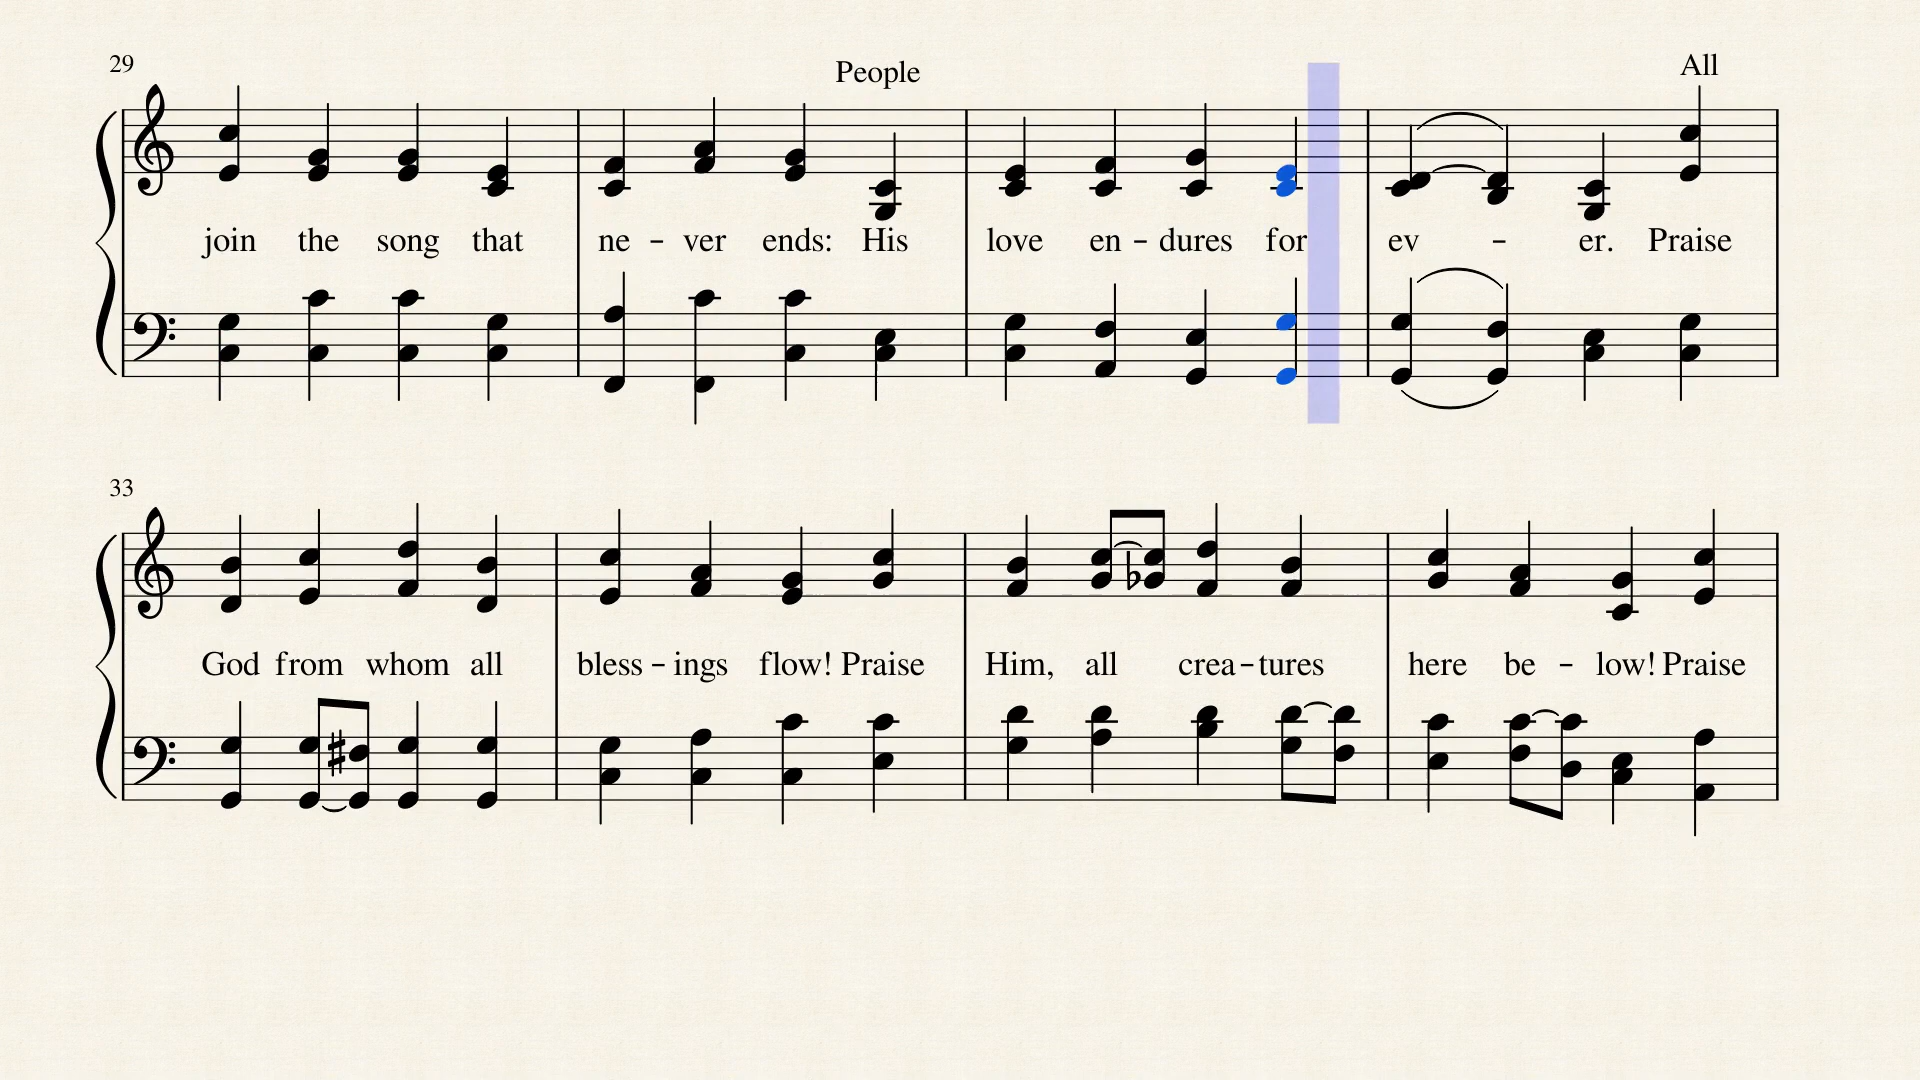 29
People
All
join the song that ne - ver ends: His love en - dures for ev - er. Praise
33
God from whom all bless - ings flow! Praise Him, all crea - tures here be - low! Praise